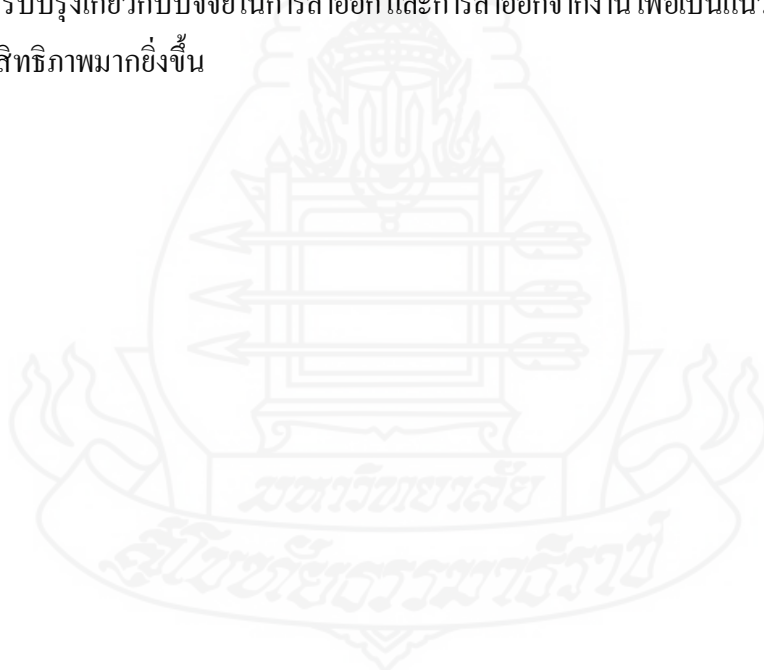 รับปรุงเกี่ยวกับปัจจัยในการลาออก และการลาออกจากงาน เพื่อเป็นแนว
สิทธิภาพมากยิ่งขึ้น
มหาวิทยาลัย
สุโขทัยธรรมาธิราช